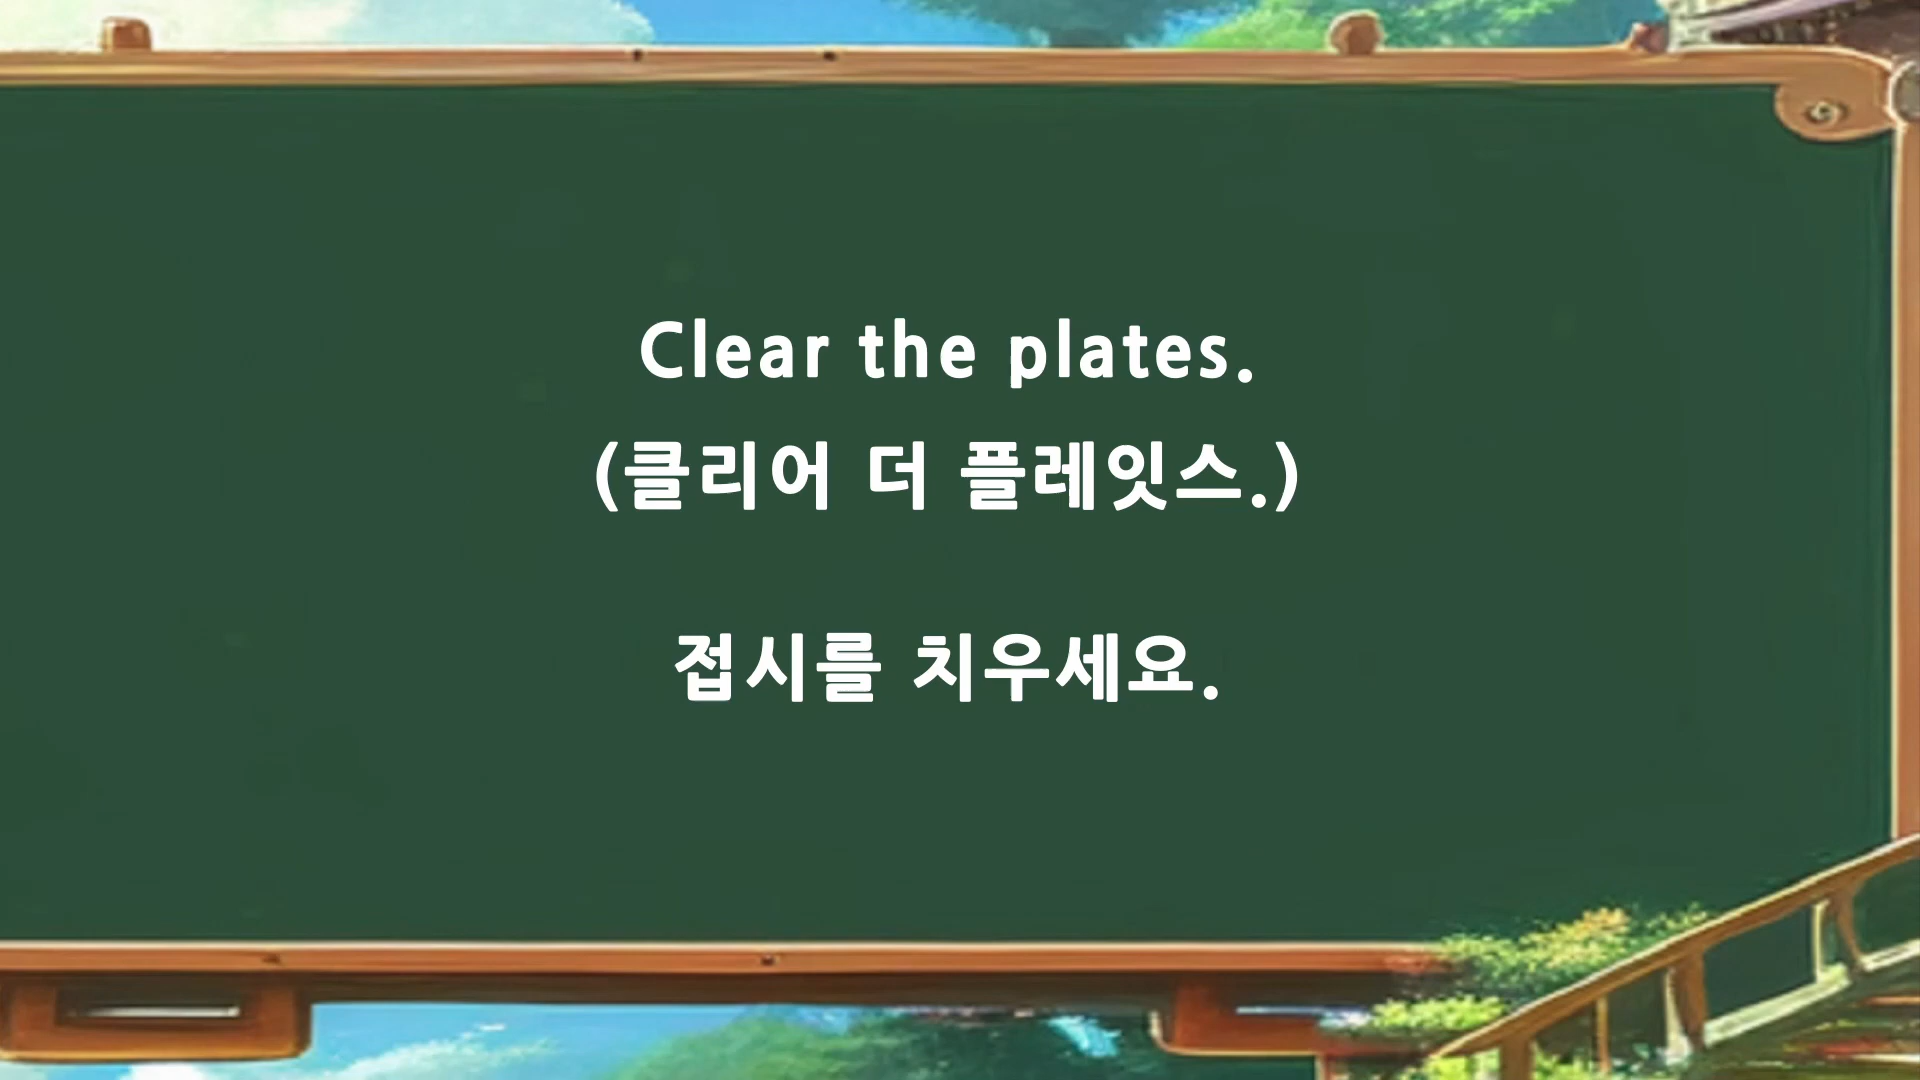 Clear the plates.
(클리어 더 플레잇스.)
접시를 치우세요.